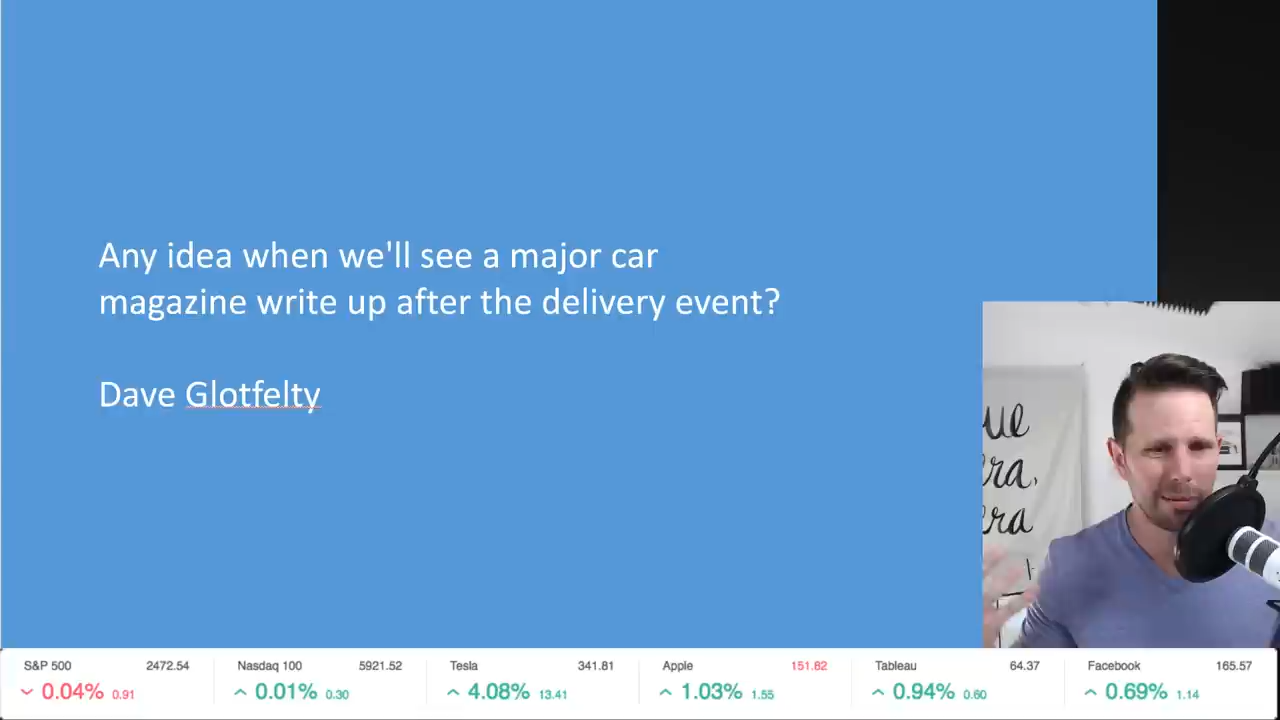 Any idea when we'll see a major car
magazine write up after the delivery event?
Dave Glotfelty
ue
era,
era
S&P 500 2472.54
0.04% 0.91
Nasdaq 100 5921.52
0.01% 0.30
Tesla 341.81
4.08% 13.41
Apple 151.82
1.03% 1.55
Tableau 64.37
0.94% 0.60
Facebook 165.57
0.69% 1.14